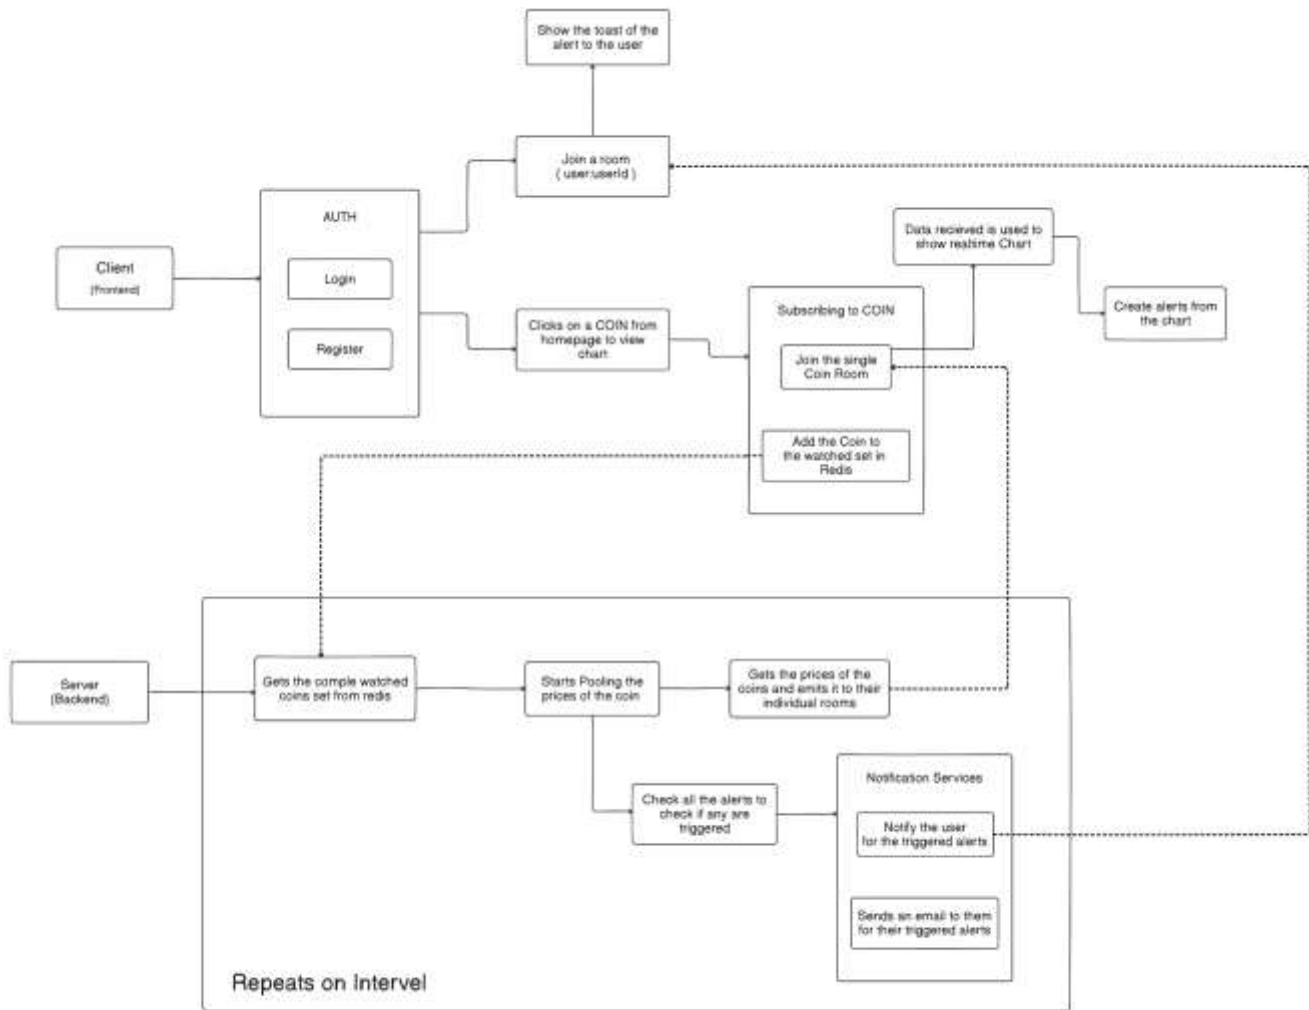 Show the toast of the
alert to the user
Join a room
( user:userId )
AUTH
Login
Register
Client
(frontend)
Data recieved is used to
show realtime Chart
Create alerts from
the chart
Clicks on a COIN from
homepage to view
chart
Subscribing to COIN
Join the single
Coin Room
Add the Coin to
the watched set in
Redis
Server
(Backend)
Gets the comple watched
coins set from redis
Starts Pooling the
prices of the coin
Gets the prices of the
coins and emits it to their
individual rooms
Check all the alerts to
check if any are
triggered
Notification Services
Notify the user
for the triggered alerts
Sends an email to them
for their triggered alerts
Repeats on Intervel